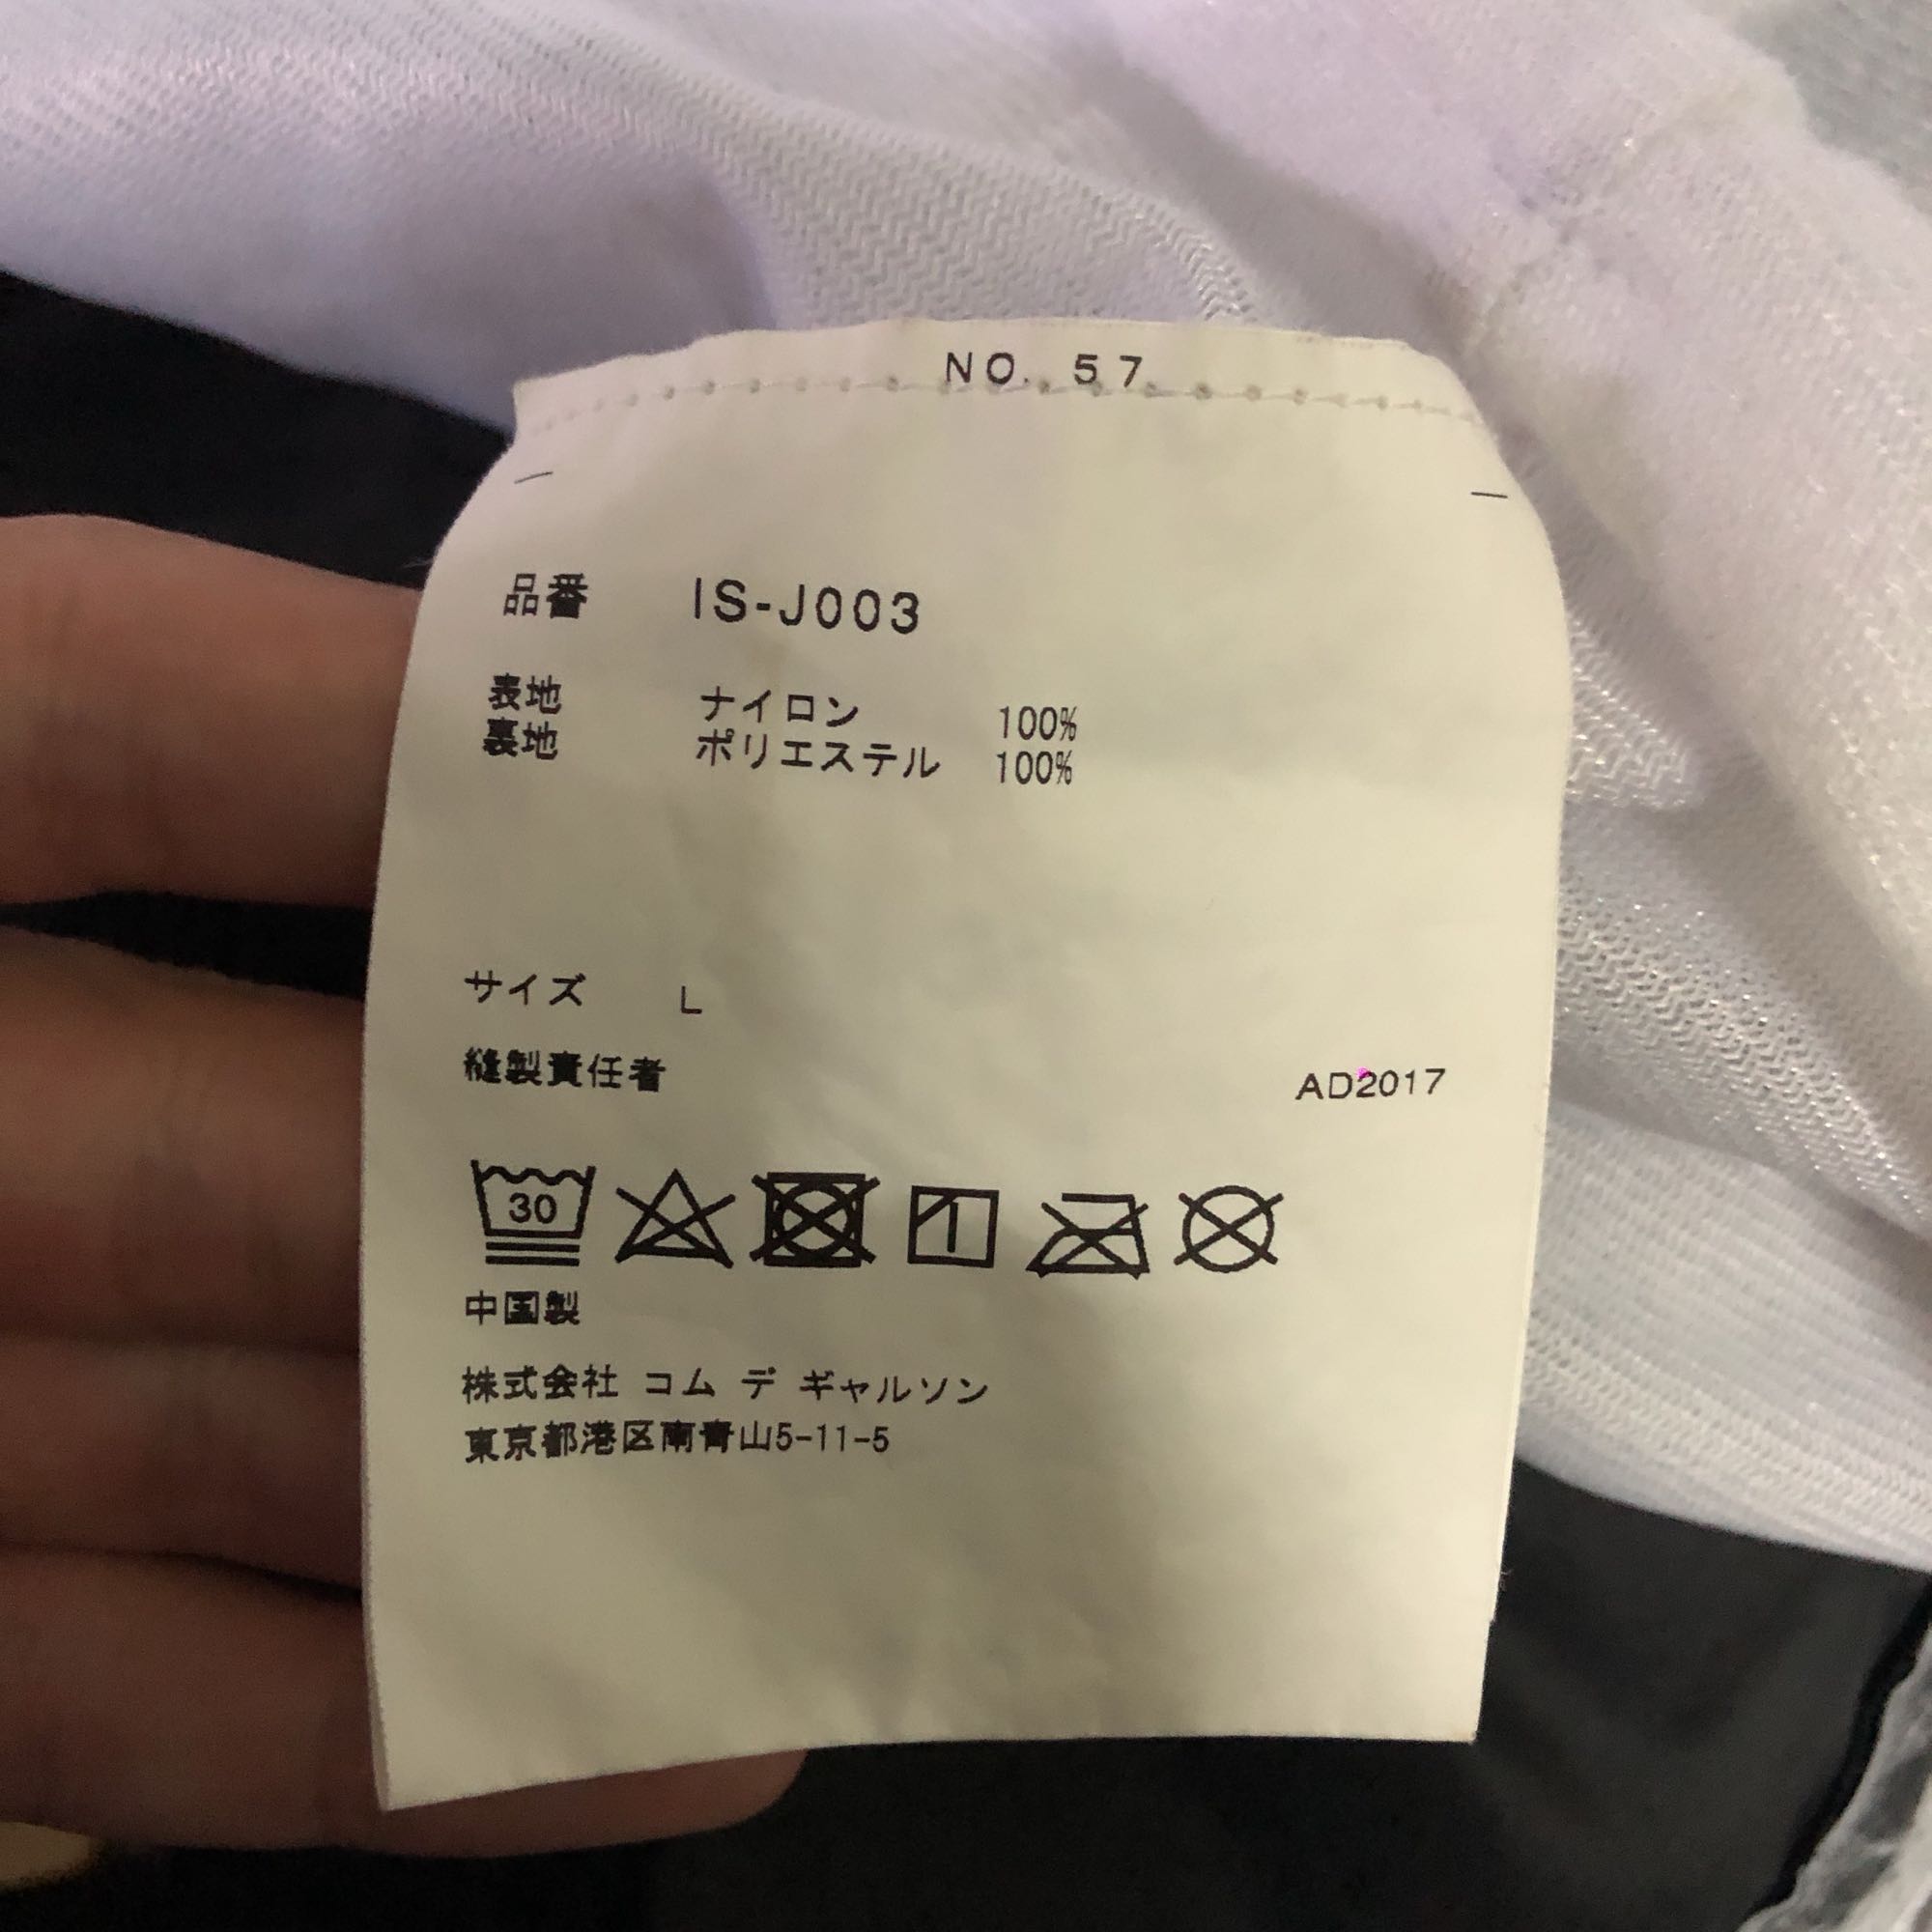 NO. 57
品番 IS-J003
表地 ナイロン 100%
裏地 ポリエステル 100%
サイズ L
縫製責任者 AD2017
30
中国製
株式会社 コム デ ギャルソン
東京都港区南青山5-11-5